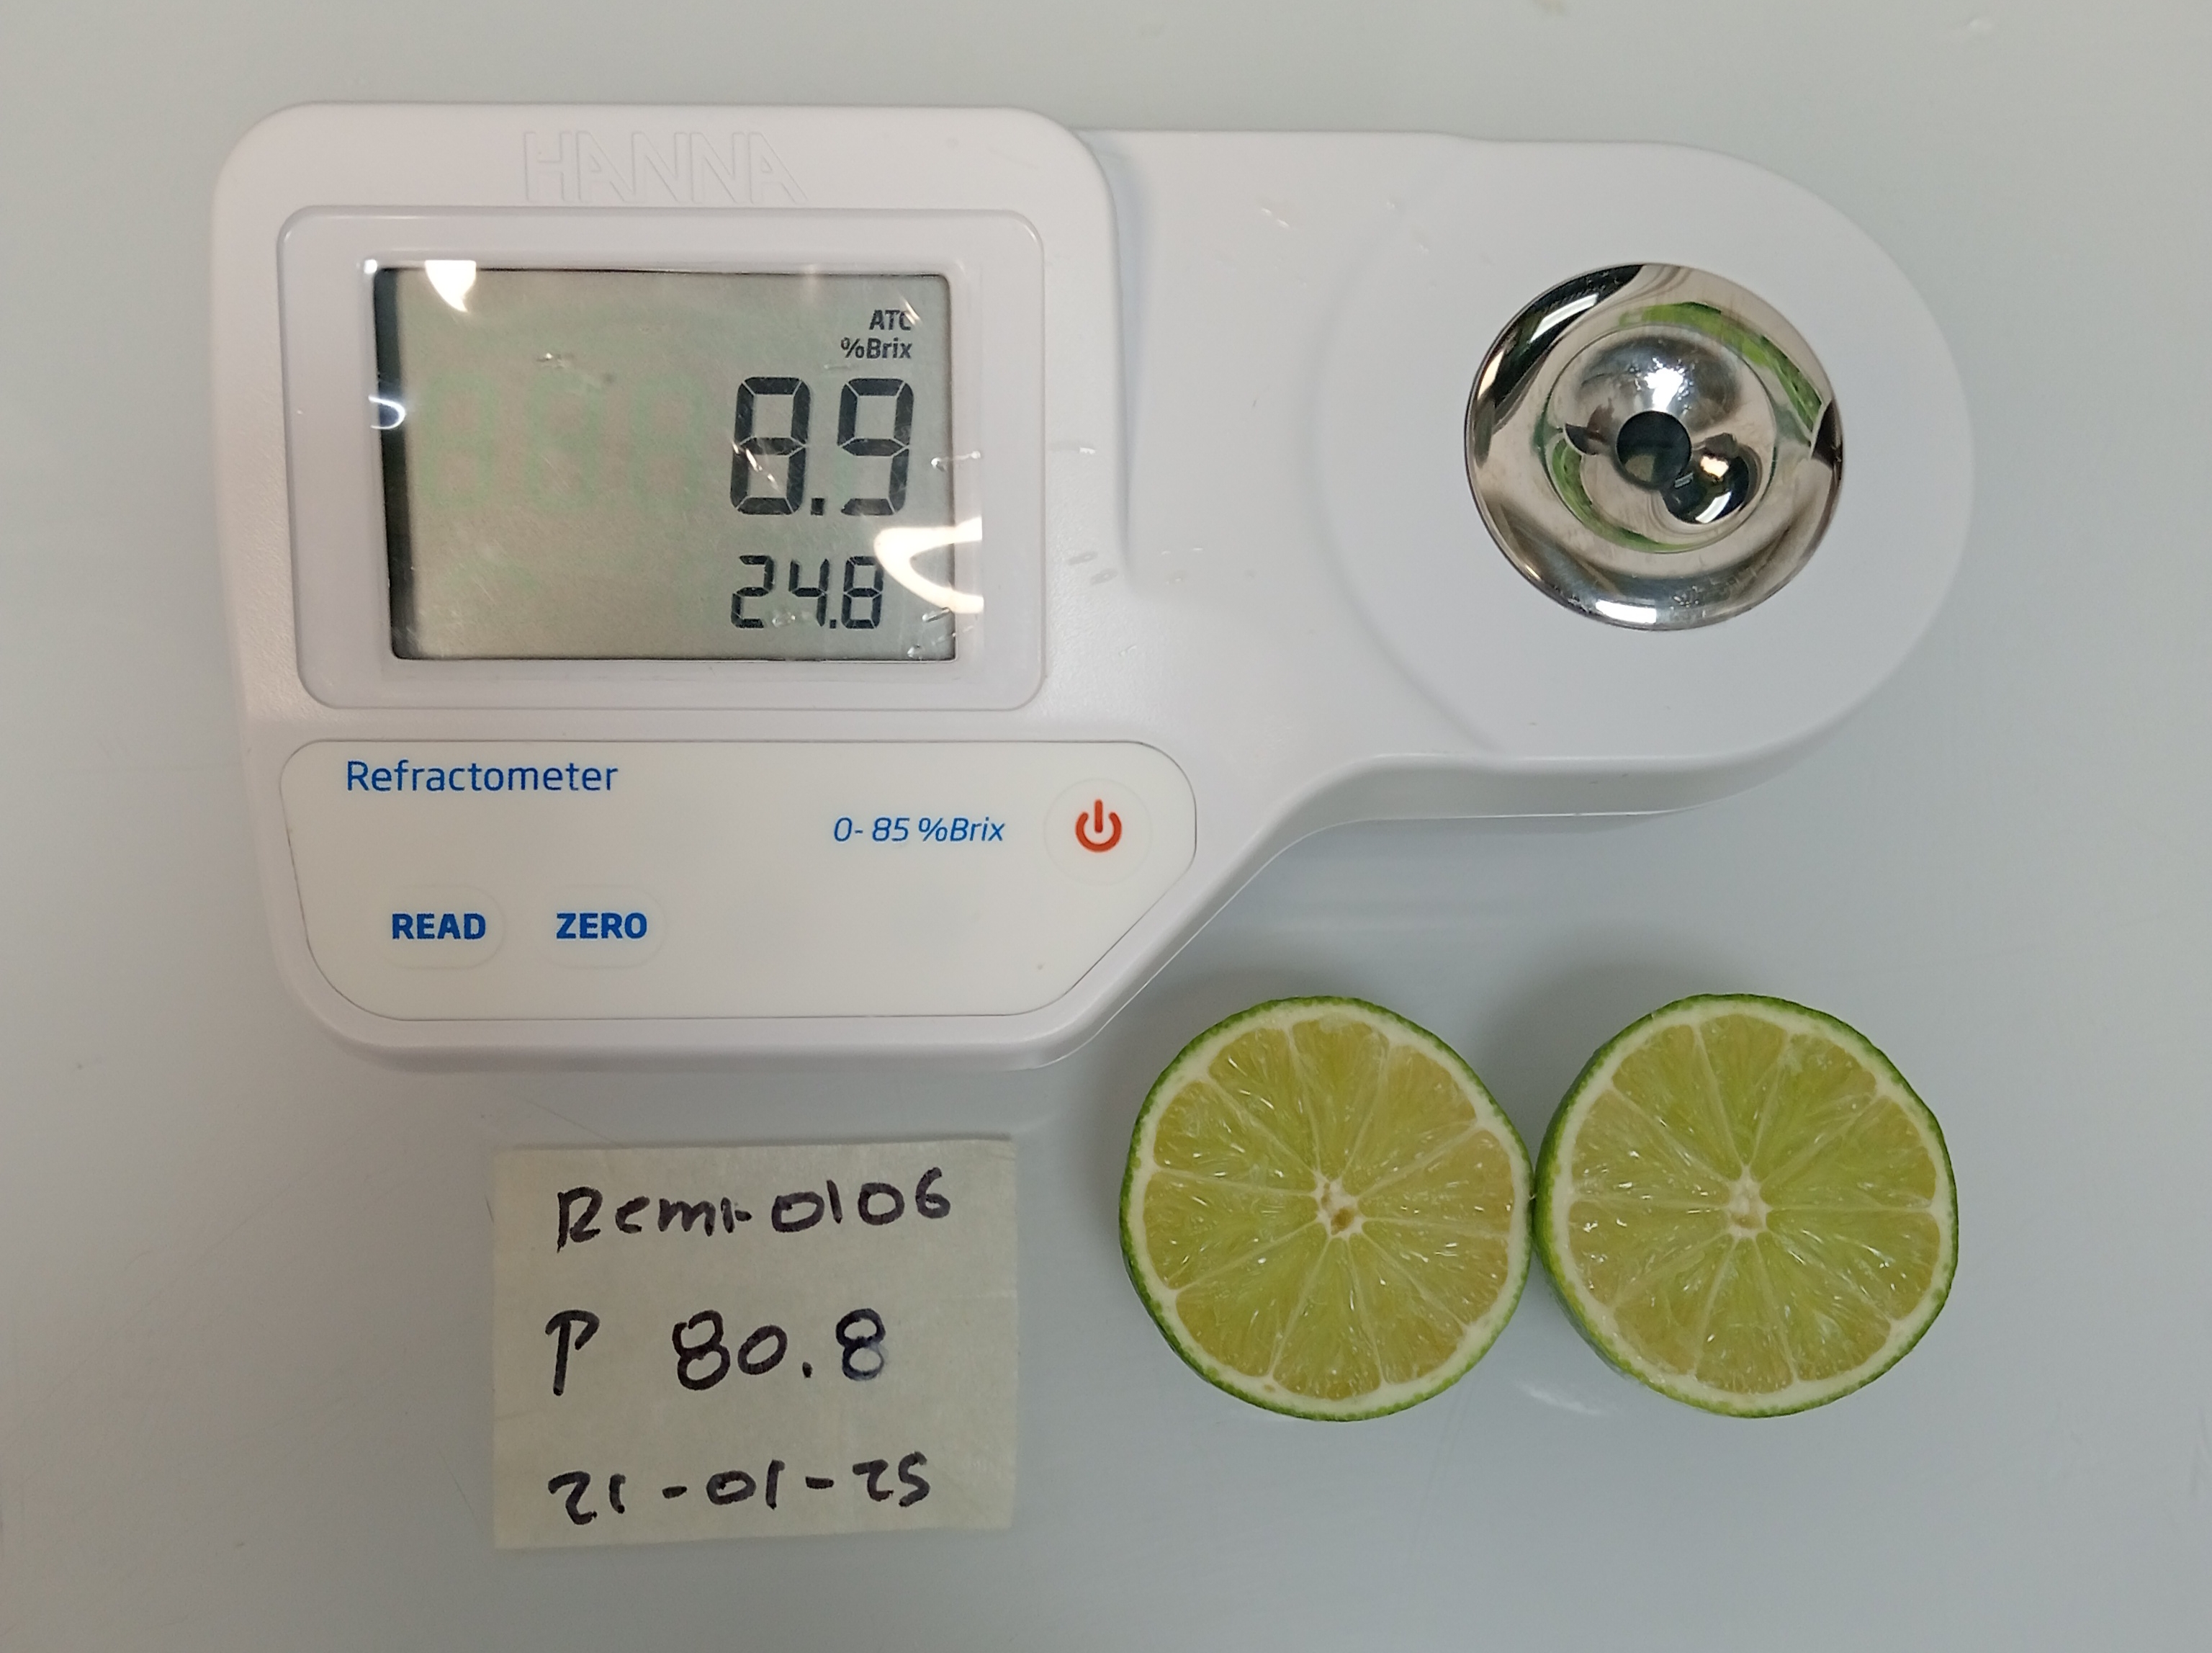 HANNA
ATC
%Brix
8.9
24.8
Refractometer
0- 85 %Brix
READ ZERO
Remi-0106
P 80.8
21-01-25